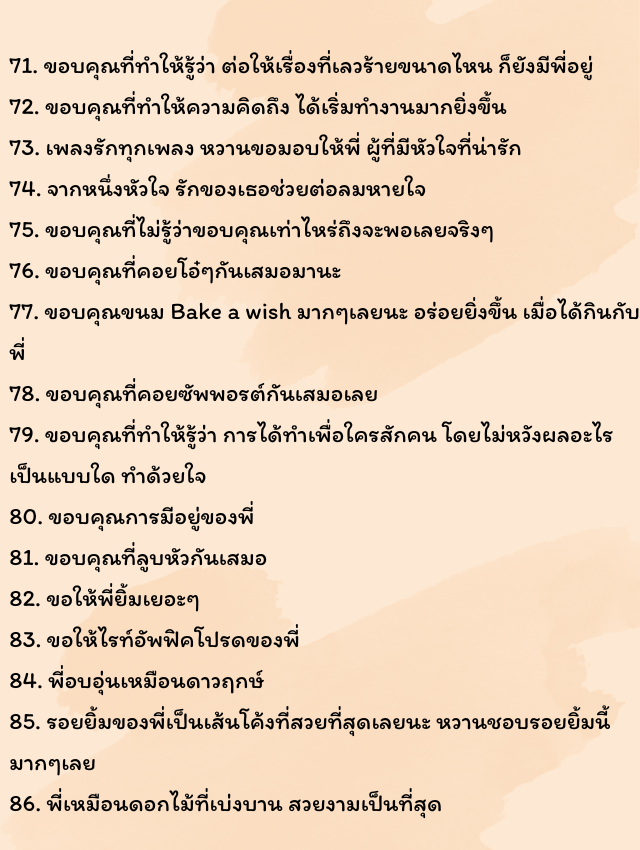 71. ขอบคุณที่ทำให้รู้ว่า ต่อให้เรื่องที่เลวร้ายขนาดไหน ก็ยังมีพี่อยู่
72. ขอบคุณที่ทำให้ความคิดถึง ได้เริ่มทำงานมากยิ่งขึ้น
73. เพลงรักทุกเพลง หวานขอมอบให้พี่ ผู้ที่มีหัวใจที่น่ารัก
74. จากหนึ่งหัวใจ รักของเธอช่วยต่อลมหายใจ
75. ขอบคุณที่ไม่รู้ว่าขอบคุณเท่าไหร่ถึงจะพอเลยจริงๆ
76. ขอบคุณที่คอยโอ๋ๆกันเสมอมานะ
77. ขอบคุณขนม Bake a wish มากๆเลยนะ อร่อยยิ่งขึ้น เมื่อได้กินกับ
พี่
78. ขอบคุณที่คอยซัพพอรต์กันเสมอเลย
79. ขอบคุณที่ทำให้รู้ว่า การได้ทำเพื่อใครสักคน โดยไม่หวังผลอะไร
เป็นแบบใด ทำด้วยใจ
80. ขอบคุณการมีอยู่ของพี่
81. ขอบคุณที่ลูบหัวกันเสมอ
82. ขอให้พี่ยิ้มเยอะๆ
83. ขอให้ไรท์อัพฟิคโปรดของพี่
84. พี่อบอุ่นเหมือนดาวฤกษ์
85. รอยยิ้มของพี่เป็นเส้นโค้งที่สวยที่สุดเลยนะ หวานชอบรอยยิ้มนี้
มากๆเลย
86. พี่เหมือนดอกไม้ที่เบ่งบาน สวยงามเป็นที่สุด